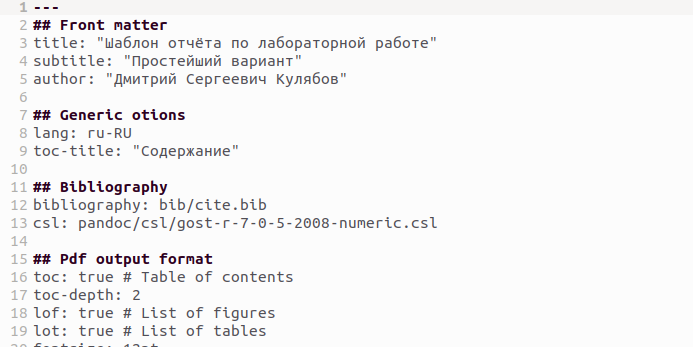 1 ---
2 ## Front matter
3 title: "Шаблон отчёта по лабораторной работе"
4 subtitle: "Простейший вариант"
5 author: "Дмитрий Сергеевич Кулябов"
6
7 ## Generic otions
8 lang: ru-RU
9 toc-title: "Содержание"
10
11 ## Bibliography
12 bibliography: bib/cite.bib
13 csl: pandoc/csl/gost-r-7-0-5-2008-numeric.csl
14
15 ## Pdf output format
16 toc: true # Table of contents
17 toc-depth: 2
18 lof: true # List of figures
19 lot: true # List of tables